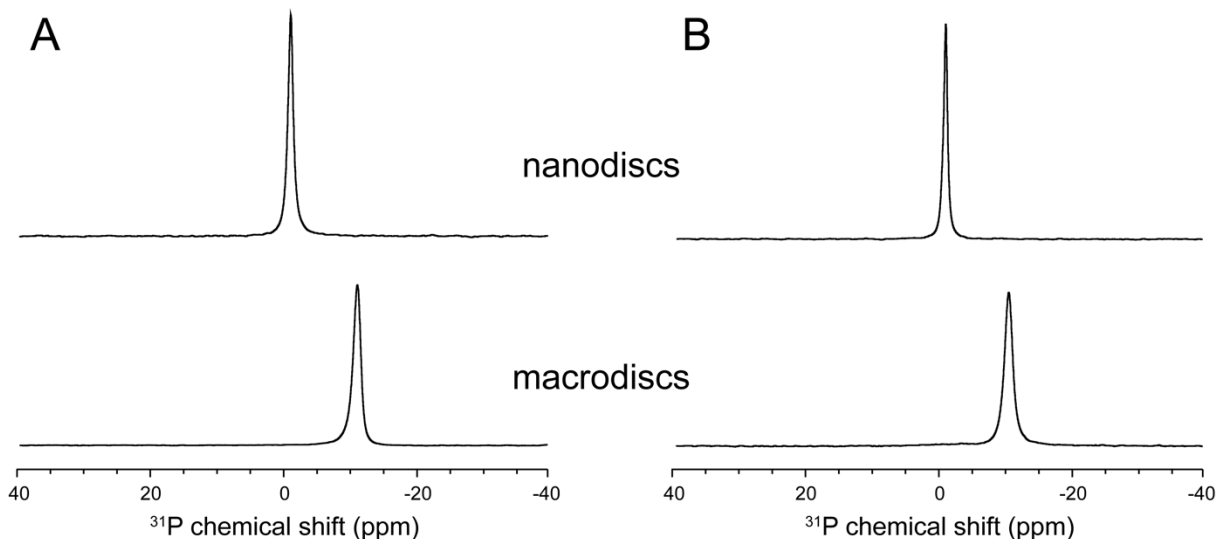 A
B
nanodiscs
macrodiscs
40 20 0 -20 -40
40 20 0 -20 -40
³¹P chemical shift (ppm)
³¹P chemical shift (ppm)